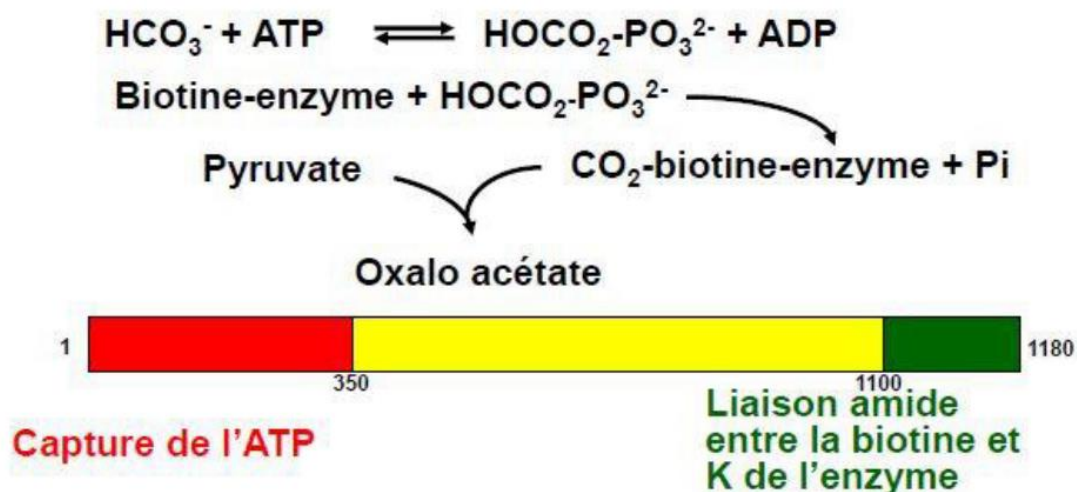 HCO₃⁻ + ATP ⇌ HOCO₂-PO₃²⁻ + ADP
Biotine-enzyme + HOCO₂-PO₃²⁻
Pyruvate CO₂-biotine-enzyme + Pi
Oxalo acétate
1 1180
350 1100
Capture de l'ATP
Liaison amide
entre la biotine et
K de l'enzyme